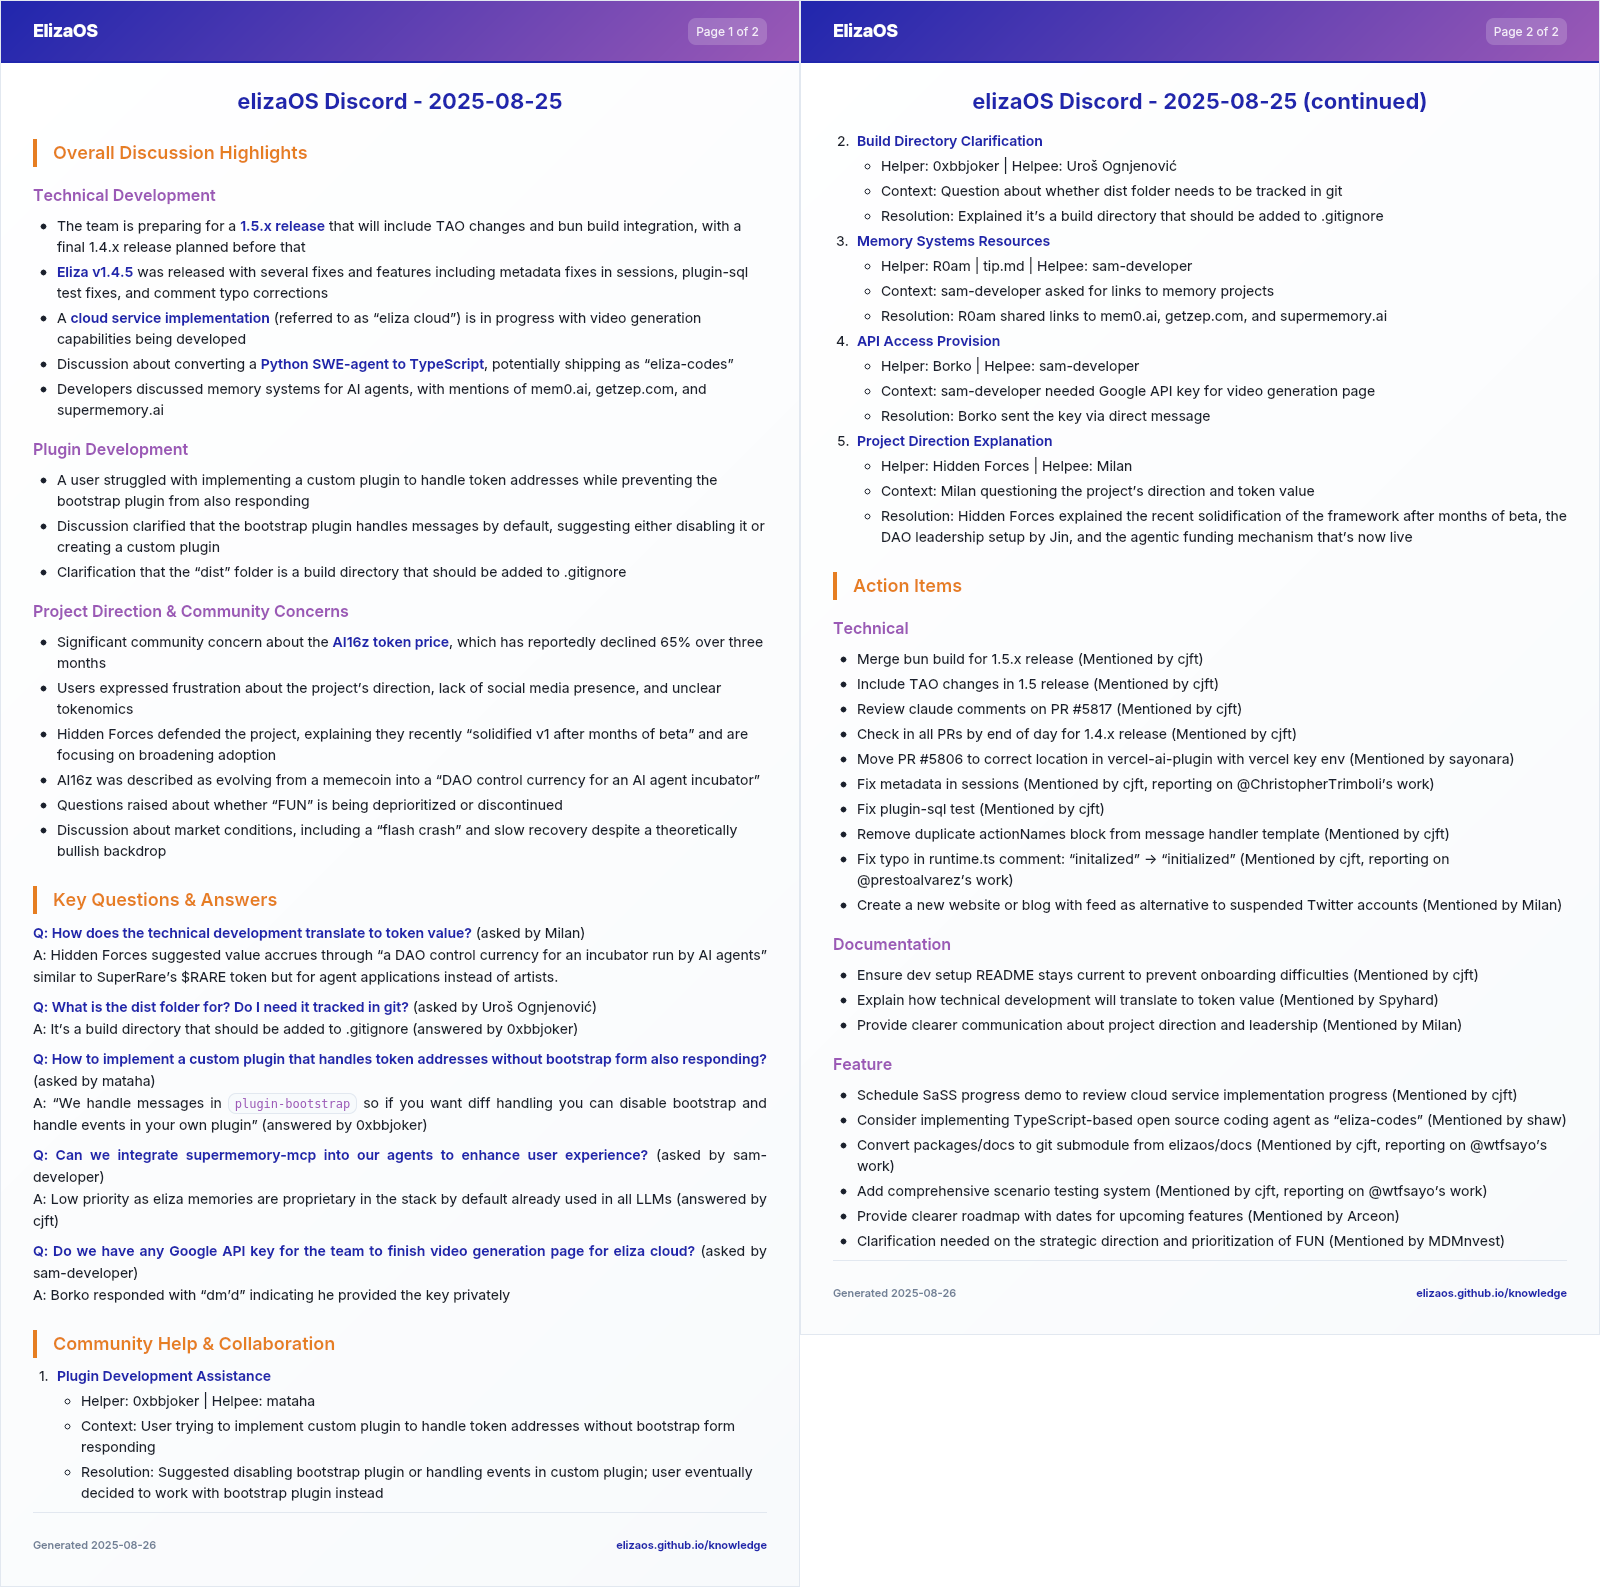 ElizaOS
Page 1 of 2
elizaOS Discord - 2025-08-25
Overall Discussion Highlights
Technical Development
• The team is preparing for a 1.5.x release that will include TAO changes and bun build integration, with a
final 1.4.x release planned before that
• Eliza v1.4.5 was released with several fixes and features including metadata fixes in sessions, plugin-sql
test fixes, and comment typo corrections
• A cloud service implementation (referred to as “eliza cloud”) is in progress with video generation
capabilities being developed
• Discussion about converting a Python SWE-agent to TypeScript, potentially shipping as “eliza-codes”
• Developers discussed memory systems for AI agents, with mentions of mem0.ai, getzep.com, and
supermemory.ai
Plugin Development
• A user struggled with implementing a custom plugin to handle token addresses while preventing the
bootstrap plugin from also responding
• Discussion clarified that the bootstrap plugin handles messages by default, suggesting either disabling it or
creating a custom plugin
• Clarification that the “dist” folder is a build directory that should be added to .gitignore
Project Direction & Community Concerns
• Significant community concern about the AI16z token price, which has reportedly declined 65% over three
months
• Users expressed frustration about the project’s direction, lack of social media presence, and unclear
tokenomics
• Hidden Forces defended the project, explaining they recently “solidified v1 after months of beta” and are
focusing on broadening adoption
• AI16z was described as evolving from a memecoin into a “DAO control currency for an AI agent incubator”
• Questions raised about whether “FUN” is being deprioritized or discontinued
• Discussion about market conditions, including a “flash crash” and slow recovery despite a theoretically
bullish backdrop
Key Questions & Answers
Q: How does the technical development translate to token value? (asked by Milan)
A: Hidden Forces suggested value accrues through “a DAO control currency for an incubator run by AI agents”
similar to SuperRare’s $RARE token but for agent applications instead of artists.
Q: What is the dist folder for? Do I need it tracked in git? (asked by Uroš Ognjenović)
A: It’s a build directory that should be added to .gitignore (answered by 0xbbjoker)
Q: How to implement a custom plugin that handles token addresses without bootstrap form also responding?
(asked by mataha)
A: “We handle messages in plugin-bootstrap so if you want diff handling you can disable bootstrap and
handle events in your own plugin” (answered by 0xbbjoker)
Q: Can we integrate supermemory-mcp into our agents to enhance user experience? (asked by sam-
developer)
A: Low priority as eliza memories are proprietary in the stack by default already used in all LLMs (answered by
cjft)
Q: Do we have any Google API key for the team to finish video generation page for eliza cloud? (asked by
sam-developer)
A: Borko responded with “dm’d” indicating he provided the key privately
Community Help & Collaboration
1. Plugin Development Assistance
◦ Helper: 0xbbjoker | Helpee: mataha
◦ Context: User trying to implement custom plugin to handle token addresses without bootstrap form
responding
◦ Resolution: Suggested disabling bootstrap plugin or handling events in custom plugin; user eventually
decided to work with bootstrap plugin instead
Generated 2025-08-26
elizaos.github.io/knowledge
ElizaOS
Page 2 of 2
elizaOS Discord - 2025-08-25 (continued)
2. Build Directory Clarification
◦ Helper: 0xbbjoker | Helpee: Uroš Ognjenović
◦ Context: Question about whether dist folder needs to be tracked in git
◦ Resolution: Explained it’s a build directory that should be added to .gitignore
3. Memory Systems Resources
◦ Helper: R0am | tip.md | Helpee: sam-developer
◦ Context: sam-developer asked for links to memory projects
◦ Resolution: R0am shared links to mem0.ai, getzep.com, and supermemory.ai
4. API Access Provision
◦ Helper: Borko | Helpee: sam-developer
◦ Context: sam-developer needed Google API key for video generation page
◦ Resolution: Borko sent the key via direct message
5. Project Direction Explanation
◦ Helper: Hidden Forces | Helpee: Milan
◦ Context: Milan questioning the project’s direction and token value
◦ Resolution: Hidden Forces explained the recent solidification of the framework after months of beta, the
DAO leadership setup by Jin, and the agentic funding mechanism that’s now live
Action Items
Technical
• Merge bun build for 1.5.x release (Mentioned by cjft)
• Include TAO changes in 1.5 release (Mentioned by cjft)
• Review claude comments on PR #5817 (Mentioned by cjft)
• Check in all PRs by end of day for 1.4.x release (Mentioned by cjft)
• Move PR #5806 to correct location in vercel-ai-plugin with vercel key env (Mentioned by sayonara)
• Fix metadata in sessions (Mentioned by cjft, reporting on @ChristopherTrimboli’s work)
• Fix plugin-sql test (Mentioned by cjft)
• Remove duplicate actionNames block from message handler template (Mentioned by cjft)
• Fix typo in runtime.ts comment: “initalized” → “initialized” (Mentioned by cjft, reporting on
@prestoalvarez’s work)
• Create a new website or blog with feed as alternative to suspended Twitter accounts (Mentioned by Milan)
Documentation
• Ensure dev setup README stays current to prevent onboarding difficulties (Mentioned by cjft)
• Explain how technical development will translate to token value (Mentioned by Spyhard)
• Provide clearer communication about project direction and leadership (Mentioned by Milan)
Feature
• Schedule SaSS progress demo to review cloud service implementation progress (Mentioned by cjft)
• Consider implementing TypeScript-based open source coding agent as “eliza-codes” (Mentioned by shaw)
• Convert packages/docs to git submodule from elizaos/docs (Mentioned by cjft, reporting on @wtfsayo’s
work)
• Add comprehensive scenario testing system (Mentioned by cjft, reporting on @wtfsayo’s work)
• Provide clearer roadmap with dates for upcoming features (Mentioned by Arceon)
• Clarification needed on the strategic direction and prioritization of FUN (Mentioned by MDMnvest)
Generated 2025-08-26
elizaos.github.io/knowledge